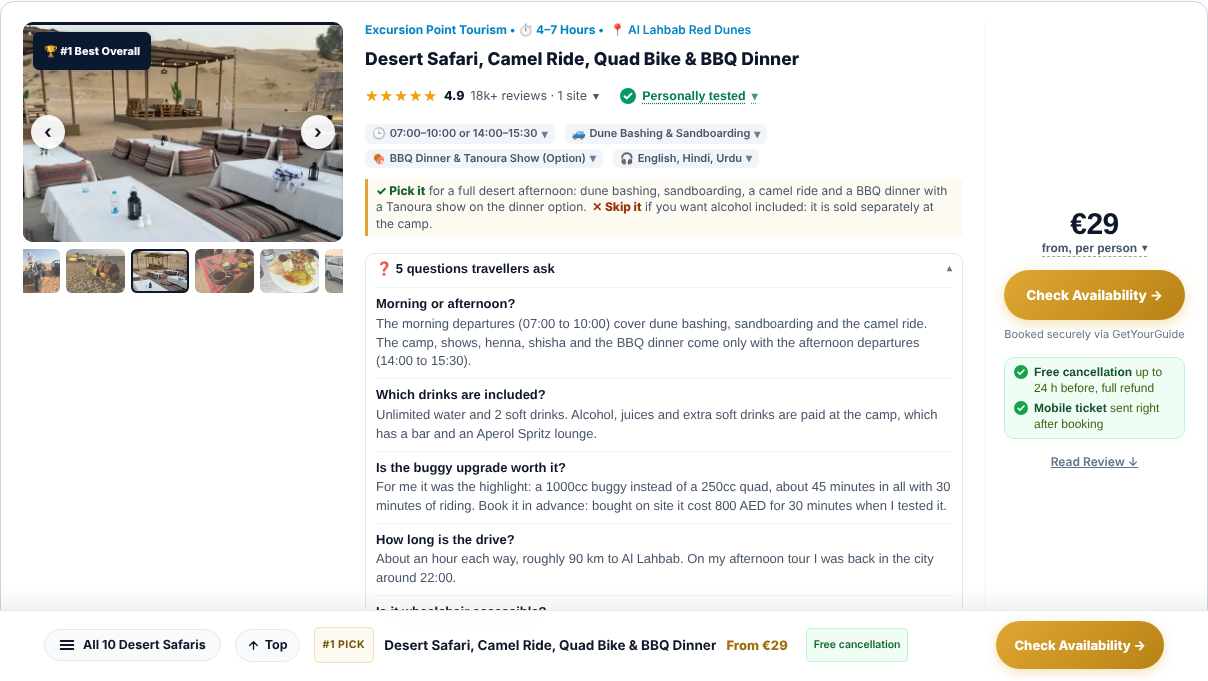 🏆 #1 Best Overall
‹
›
Excursion Point Tourism • ⏱️ 4–7 Hours • 📍 Al Lahbab Red Dunes
Desert Safari, Camel Ride, Quad Bike & BBQ Dinner
★★★★★ 4.9 18k+ reviews · 1 site ▾ Personally tested ▾
🕒 07:00–10:00 or 14:00–15:30 ▾ 🚙 Dune Bashing & Sandboarding ▾
🍖 BBQ Dinner & Tanoura Show (Option) ▾ 🎧 English, Hindi, Urdu ▾
✓ Pick it for a full desert afternoon: dune bashing, sandboarding, a camel ride and a BBQ dinner with
a Tanoura show on the dinner option. ✕ Skip it if you want alcohol included: it is sold separately at
the camp.
❓ 5 questions travellers ask ▴
Morning or afternoon?
The morning departures (07:00 to 10:00) cover dune bashing, sandboarding and the camel ride.
The camp, shows, henna, shisha and the BBQ dinner come only with the afternoon departures
(14:00 to 15:30).
Which drinks are included?
Unlimited water and 2 soft drinks. Alcohol, juices and extra soft drinks are paid at the camp, which
has a bar and an Aperol Spritz lounge.
Is the buggy upgrade worth it?
For me it was the highlight: a 1000cc buggy instead of a 250cc quad, about 45 minutes in all with 30
minutes of riding. Book it in advance: bought on site it cost 800 AED for 30 minutes when I tested it.
How long is the drive?
About an hour each way, roughly 90 km to Al Lahbab. On my afternoon tour I was back in the city
around 22:00.
Is it wheelchair accessible?
€29
from, per person ▾
Check Availability →
Booked securely via GetYourGuide
Free cancellation up to
24 h before, full refund
Mobile ticket sent right
after booking
Read Review ↓
All 10 Desert Safaris
↑ Top
#1 PICK
Desert Safari, Camel Ride, Quad Bike & BBQ Dinner From €29
Free cancellation
Check Availability →